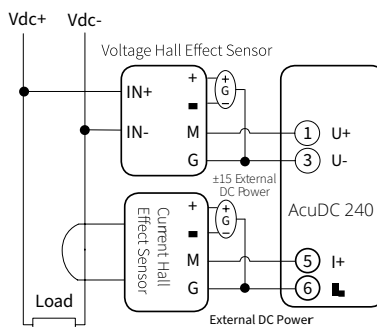 Vdc+ Vdc-
Voltage Hall Effect Sensor
IN+
IN-
+
-
M
G
+
G
-
1 U+
3 U-
±15 External
DC Power
AcuDC 240
Current Hall
Effect Sensor
+
-
M
G
+
G
-
5 I+
6
Load
External DC Power